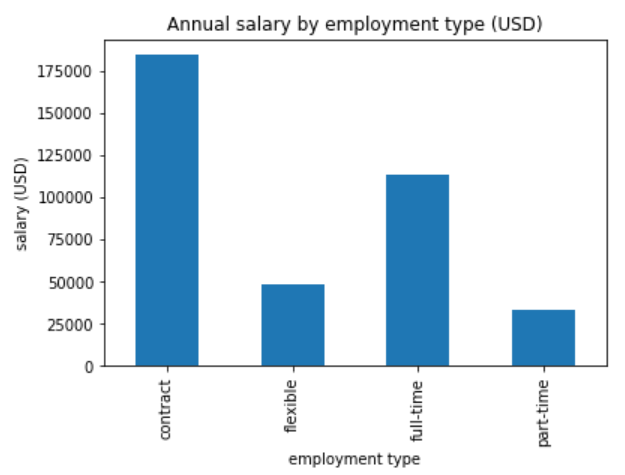 Annual salary by employment type (USD)
175000
150000
125000
100000
75000
50000
25000
0
salary (USD)
contract
flexible
full-time
part-time
employment type